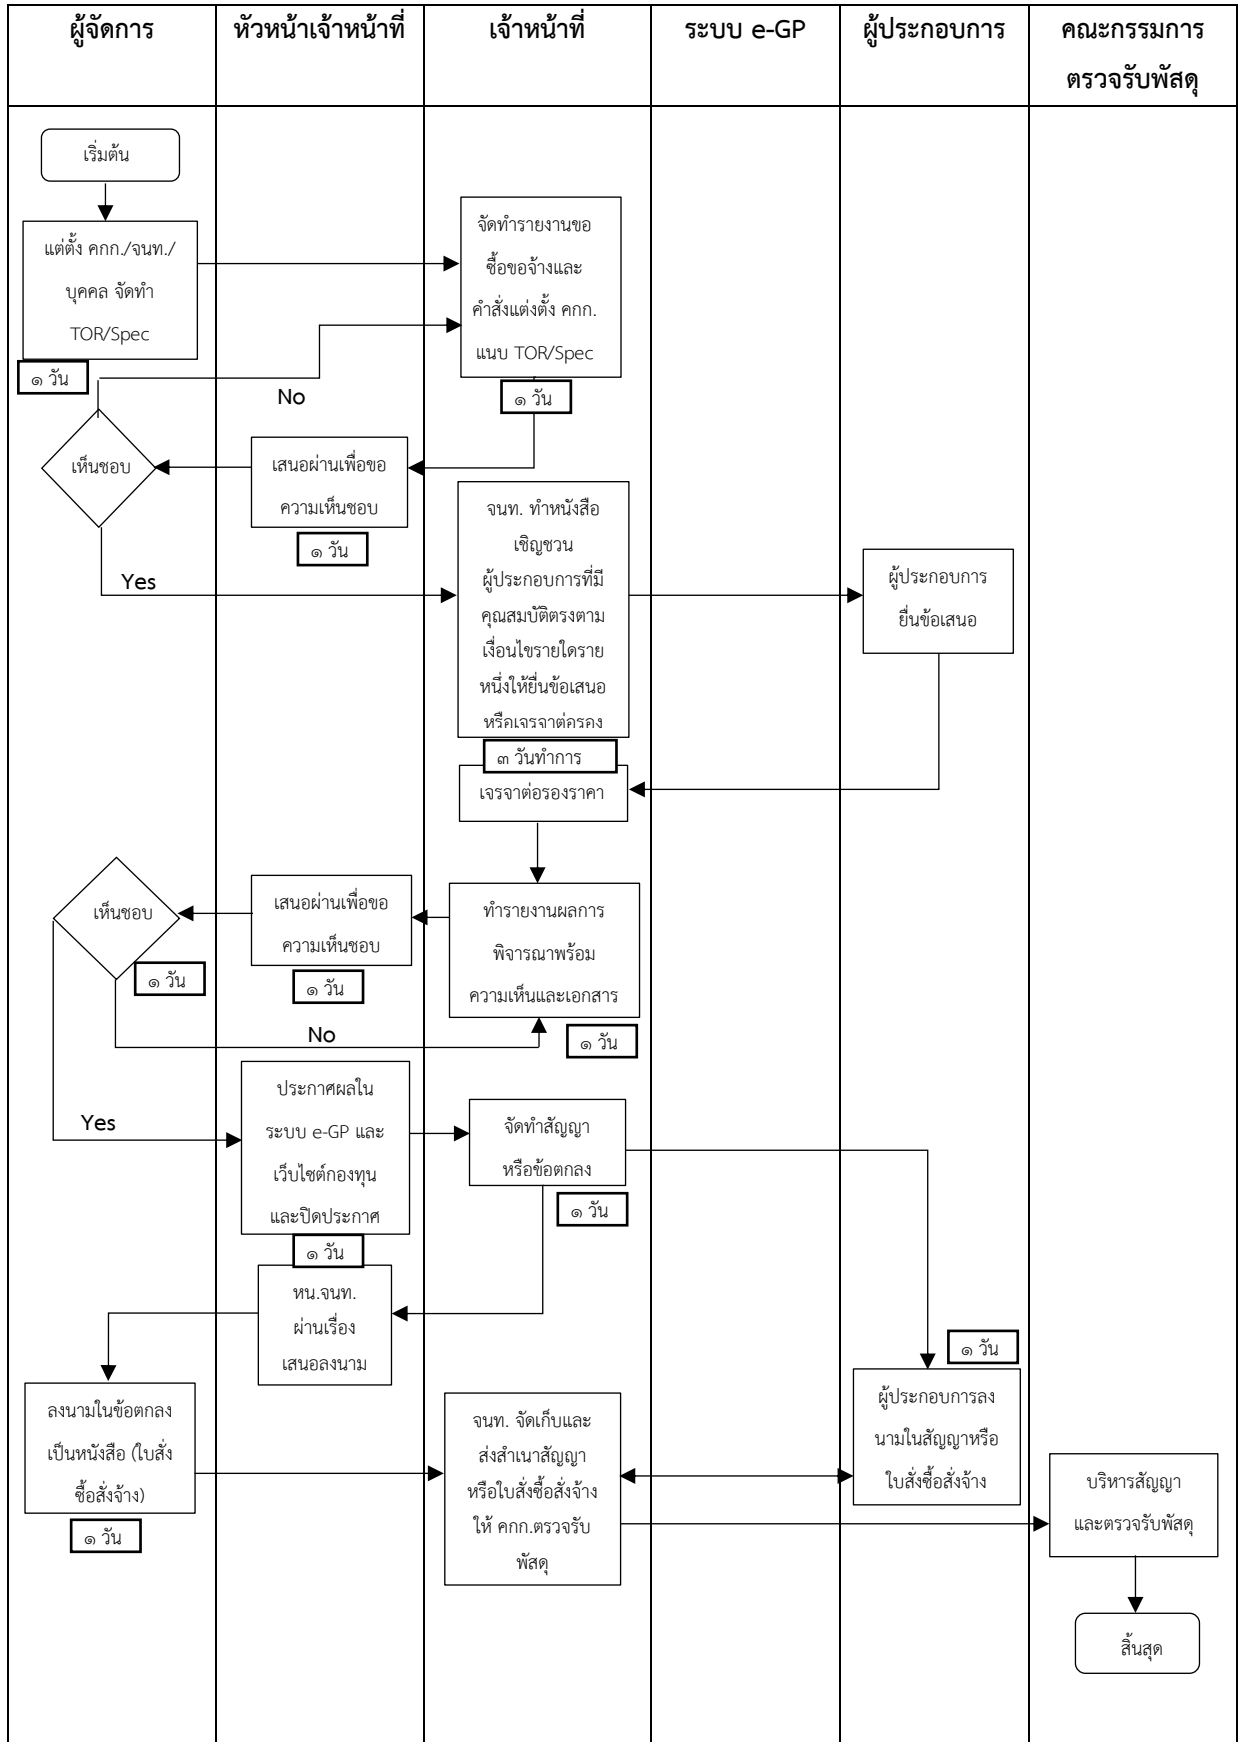 ผู้จัดการ
หัวหน้าเจ้าหน้าที่
เจ้าหน้าที่
ระบบ e-GP
ผู้ประกอบการ
คณะกรรมการ
ตรวจรับพัสดุ
เริ่มต้น
แต่ตั้ง คกก./จนท./
บุคคล จัดทำ
TOR/Spec
๑ วัน
จัดทำรายงานขอ
ซื้อขอจ้างและ
คำสั่งแต่งตั้ง คกก.
แนบ TOR/Spec
๑ วัน
No
เห็นชอบ
เสนอผ่านเพื่อขอ
ความเห็นชอบ
๑ วัน
Yes
จนท. ทำหนังสือ
เชิญชวน
ผู้ประกอบการที่มี
คุณสมบัติตรงตาม
เงื่อนไขรายใดราย
หนึ่งให้ยื่นข้อเสนอ
หรือเจรจาต่อรอง
๓ วันทำการ
ผู้ประกอบการ
ยื่นข้อเสนอ
เจรจาต่อรองราคา
เห็นชอบ
๑ วัน
เสนอผ่านเพื่อขอ
ความเห็นชอบ
๑ วัน
ทำรายงานผลการ
พิจารณาพร้อม
ความเห็นและเอกสาร
๑ วัน
No
Yes
ประกาศผลใน
ระบบ e-GP และ
เว็บไซต์กองทุน
และปิดประกาศ
๑ วัน
จัดทำสัญญา
หรือข้อตกลง
๑ วัน
หน.จนท.
ผ่านเรื่อง
เสนอลงนาม
๑ วัน
ลงนามในข้อตกลง
เป็นหนังสือ (ใบสั่ง
ซื้อสั่งจ้าง)
๑ วัน
จนท. จัดเก็บและ
ส่งสำเนาสัญญา
หรือใบสั่งซื้อสั่งจ้าง
ให้ คกก.ตรวจรับ
พัสดุ
ผู้ประกอบการลง
นามในสัญญาหรือ
ใบสั่งซื้อสั่งจ้าง
บริหารสัญญา
และตรวจรับพัสดุ
สิ้นสุด